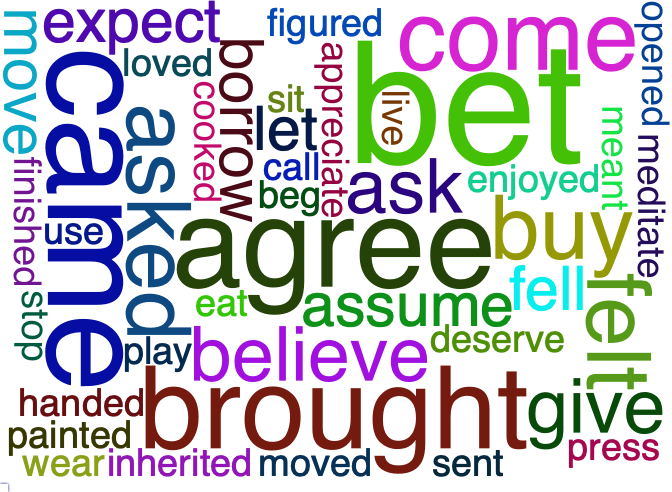 move
expect
figured
come
opened
loved
came
asked
cooked
borrow
sit
let
call
beg
appreciate
bet
live
ask
enjoyed
meant
meditate
finished
use
agree
buy
stop
eat
assume
fell
felt
play
believe
deserve
handed
brought
give
painted
press
wear
inherited
moved
sent